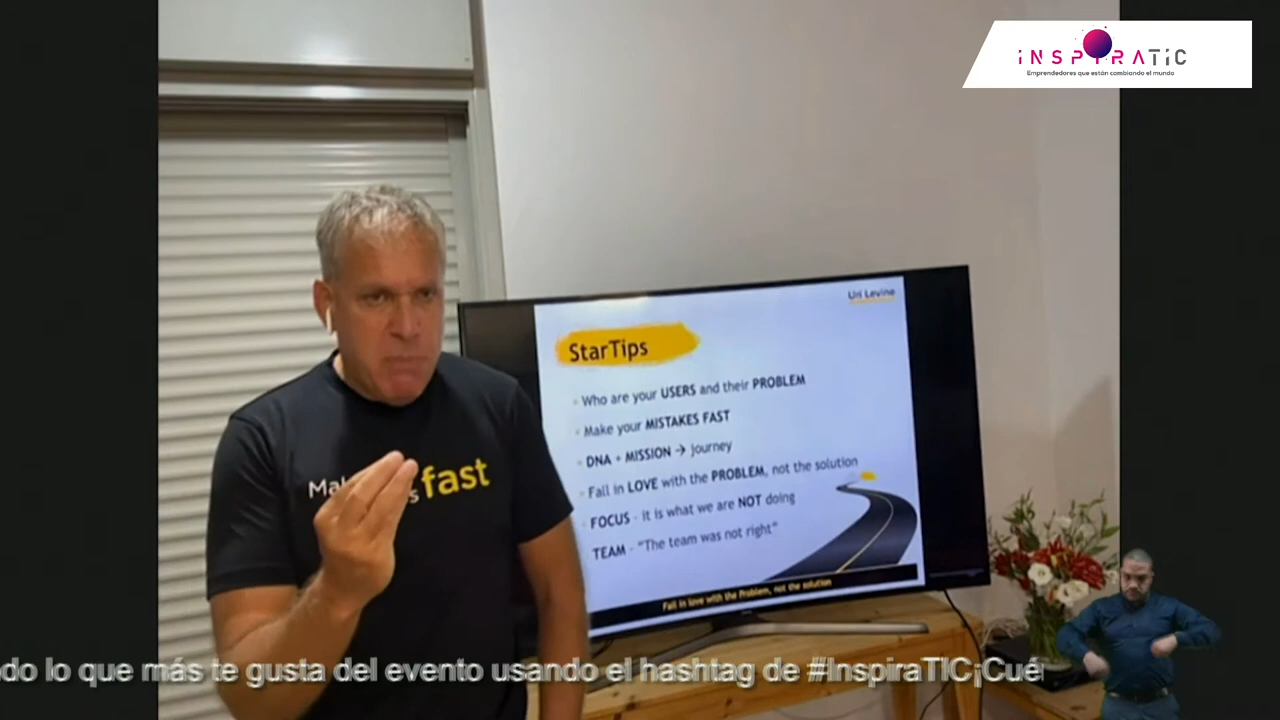 INSPIRATIC
Emprendedores que están cambiando el mundo
Uri Levine
StarTips
Who are your USERS and their PROBLEM
Make your MISTAKES FAST
DNA + MISSION → journey
Fall in LOVE with the PROBLEM, not the solution
FOCUS - it is what we are NOT doing
TEAM - "The team was not right"
Fall in love with the Problem, not the solution
Ma
s fast
do lo que más te gusta del evento usando el hashtag de #InspiraTIC¡Cué